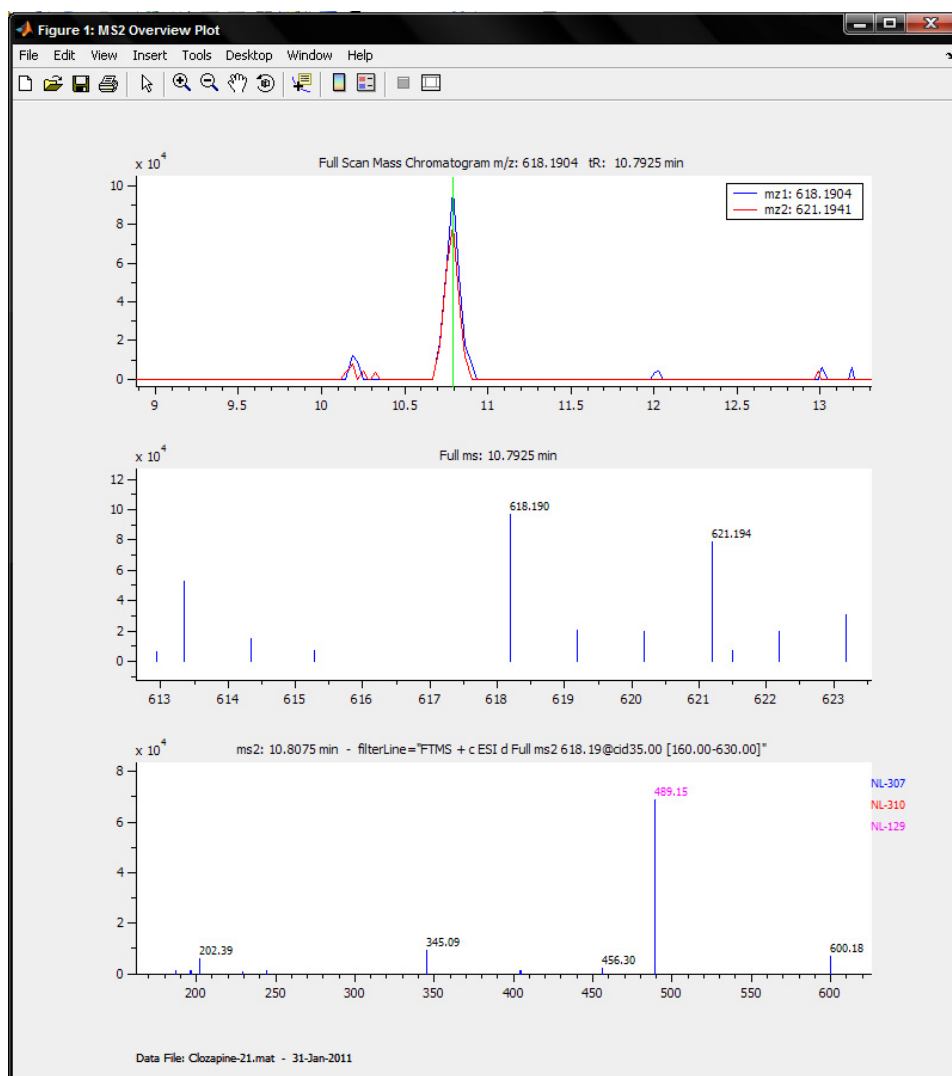 Figure 1: MS2 Overview Plot
File Edit View Insert Tools Desktop Window Help
x 10^4
Full Scan Mass Chromatogram m/z: 618.1904 tR: 10.7925 min
mz1: 618.1904
mz2: 621.1941
10
8
6
4
2
0
9 9.5 10 10.5 11 11.5 12 12.5 13
x 10^4
Full ms: 10.7925 min
12
10
8
6
4
2
0
618.190
621.194
613 614 615 616 617 618 619 620 621 622 623
x 10^4
ms2: 10.8075 min - filterLine="FTMS + c ESI d Full ms2 618.19@cid35.00 [160.00-630.00]"
8
6
4
2
0
489.15
202.39
345.09
456.30
600.18
NL-307
NL-310
NL-129
200 250 300 350 400 450 500 550 600
Data File: Clozapine-21.mat - 31-Jan-2011